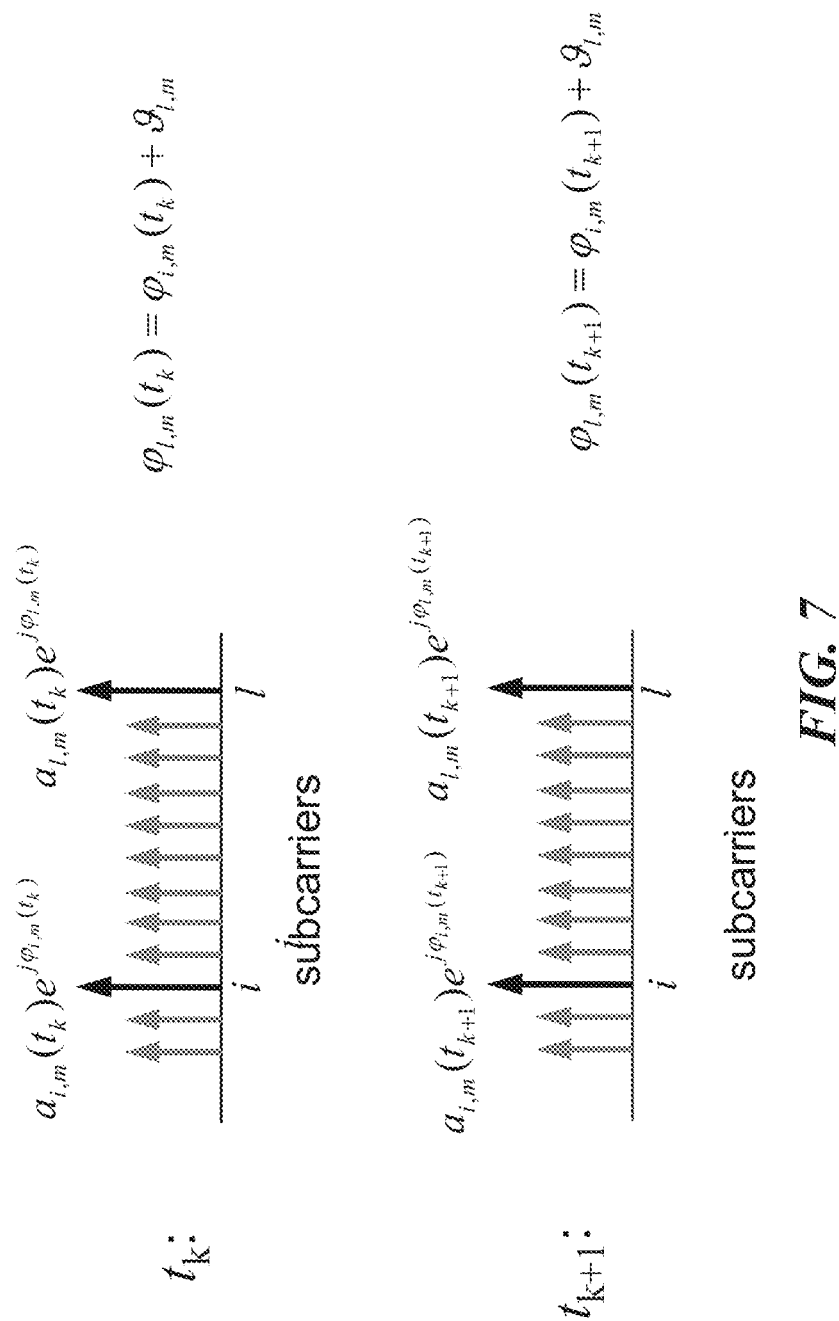 t_k:
a_{i,m}(t_k)e^{jφ_{i,m}(t_k)}
a_{l,m}(t_k)e^{jφ_{l,m}(t_k)}
φ_{l,m}(t_k) = φ_{i,m}(t_k) + ϑ_{l,m}
i
l
subcarriers
t_{k+1}:
a_{i,m}(t_{k+1})e^{jφ_{i,m}(t_{k+1})}
a_{l,m}(t_{k+1})e^{jφ_{l,m}(t_{k+1})}
φ_{l,m}(t_{k+1}) = φ_{i,m}(t_{k+1}) + ϑ_{l,m}
i
l
subcarriers
FIG. 7